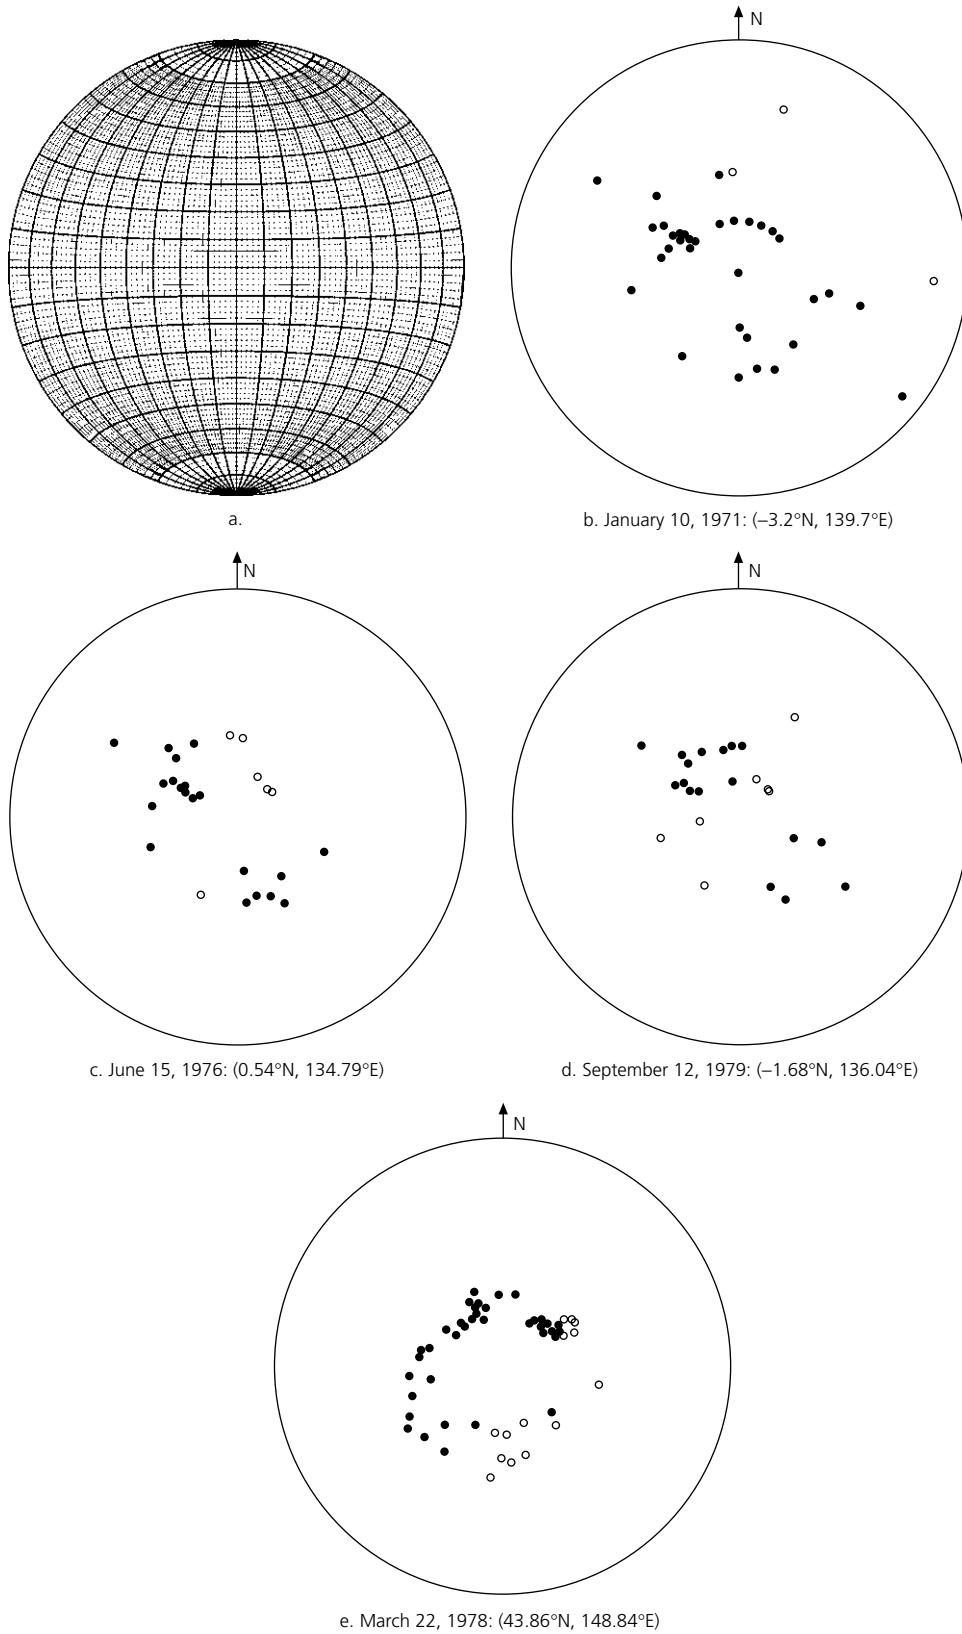 N
a.
b. January 10, 1971: (–3.2°N, 139.7°E)
N
N
c. June 15, 1976: (0.54°N, 134.79°E)
d. September 12, 1979: (–1.68°N, 136.04°E)
N
e. March 22, 1978: (43.86°N, 148.84°E)